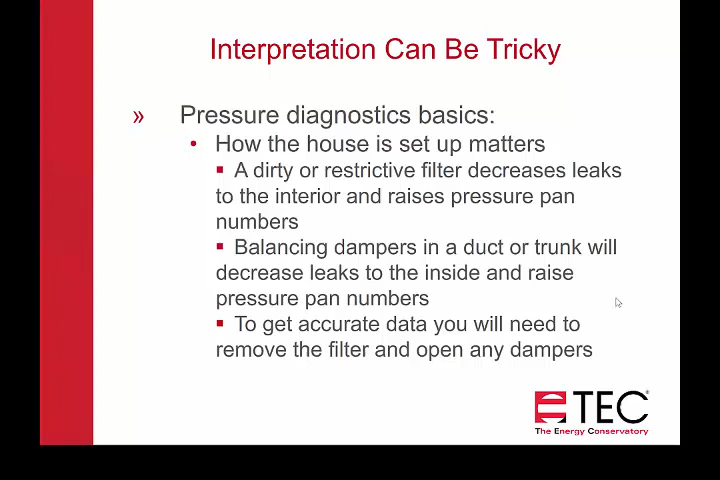 Interpretation Can Be Tricky
» Pressure diagnostics basics:
• How the house is set up matters
▪ A dirty or restrictive filter decreases leaks
to the interior and raises pressure pan
numbers
▪ Balancing dampers in a duct or trunk will
decrease leaks to the inside and raise
pressure pan numbers
▪ To get accurate data you will need to
remove the filter and open any dampers
TEC®
The Energy Conservatory